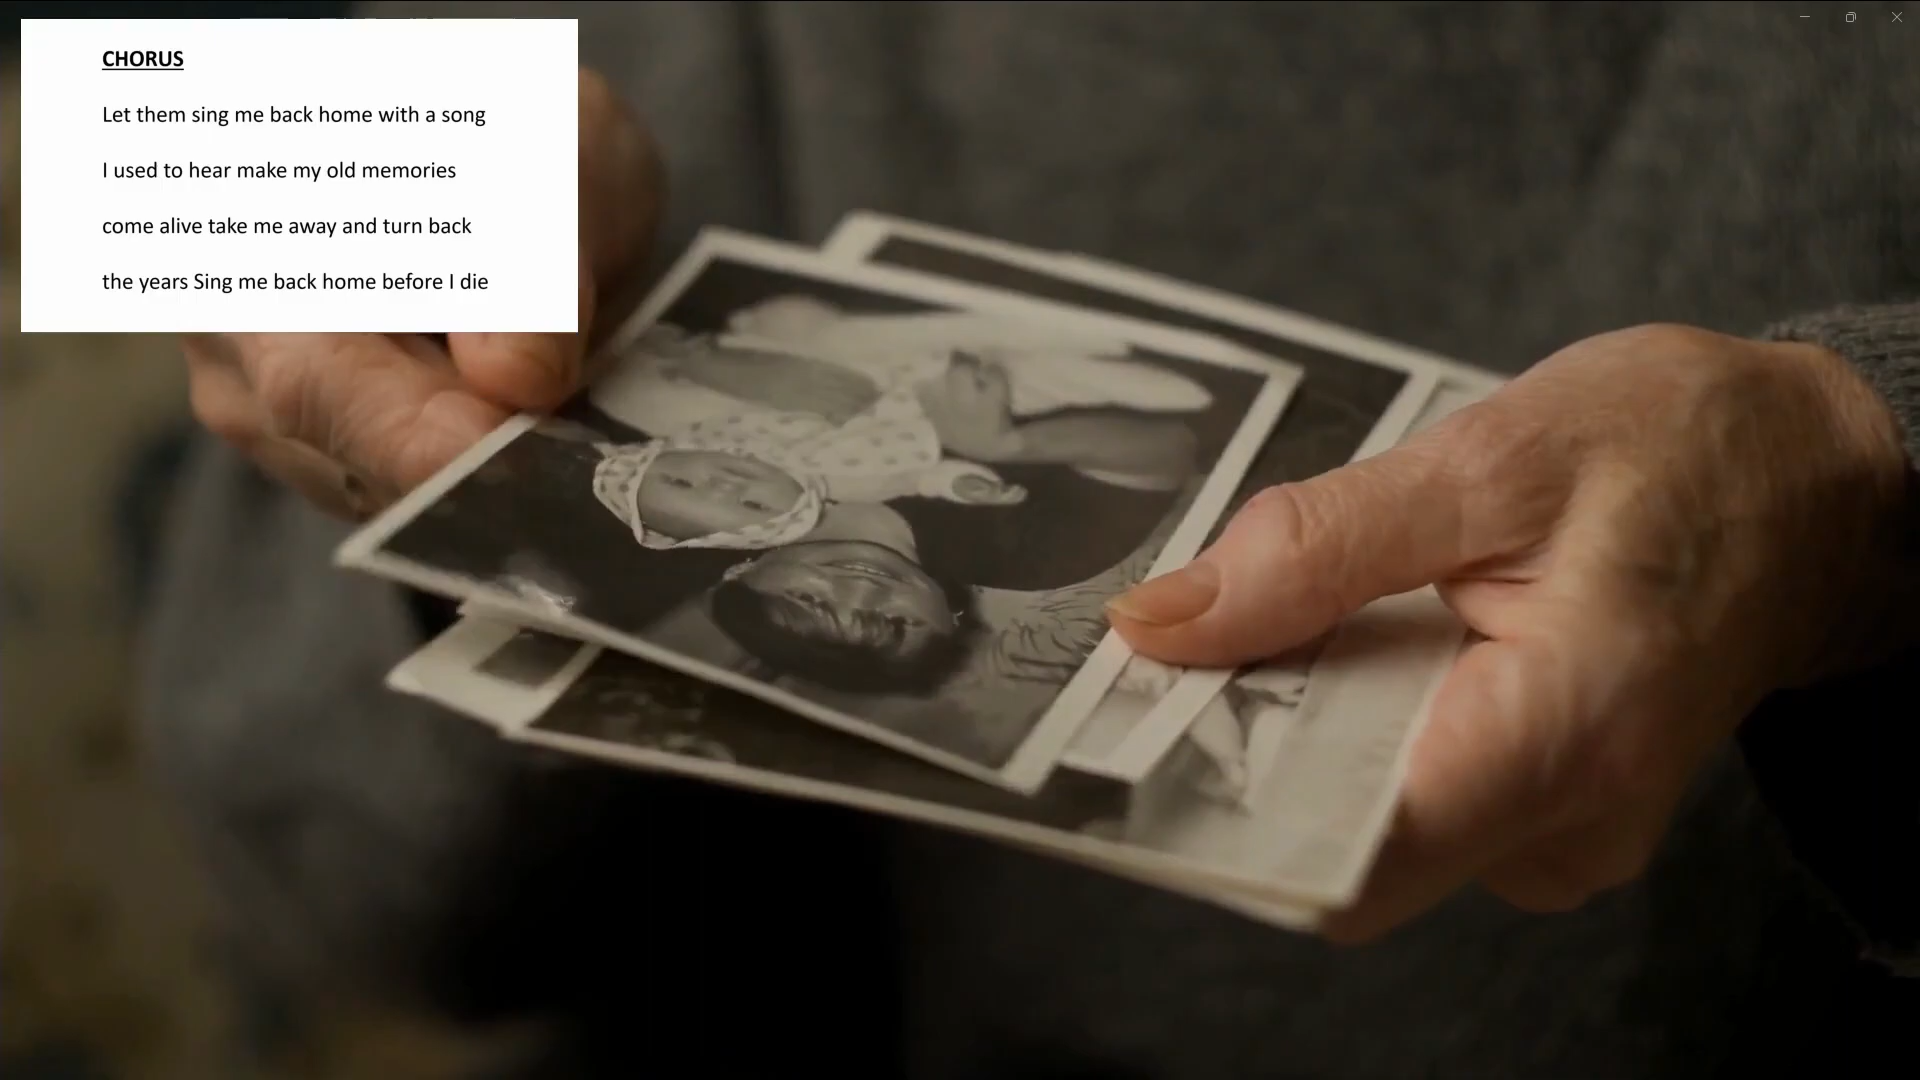 CHORUS
Let them sing me back home with a song
I used to hear make my old memories
come alive take me away and turn back
the years Sing me back home before I die